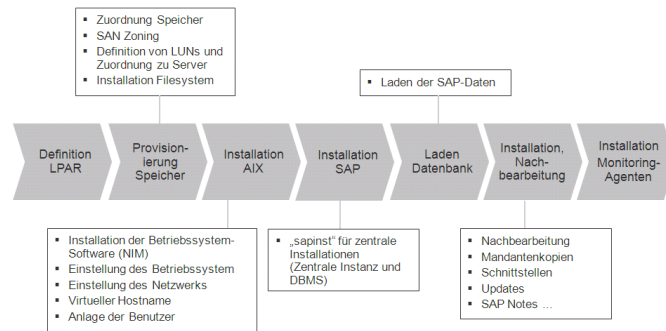 ▪ Zuordnung Speicher
▪ SAN Zoning
▪ Definition von LUNs und
Zuordnung zu Server
▪ Installation Filesystem
▪ Laden der SAP-Daten
Definition
LPAR
Provision-
ierung
Speicher
Installation
AIX
Installation
SAP
Laden
Datenbank
Installation,
Nach-
bearbeitung
Installation
Monitoring-
Agenten
▪ Installation der Betriebssystem-
Software (NIM)
▪ Einstellung des Betriebssystem
▪ Einstellung des Netzwerks
▪ Virtueller Hostname
▪ Anlage der Benutzer
▪ „sapinst“ für zentrale
Installationen
(Zentrale Instanz und
DBMS)
▪ Nachbearbeitung
▪ Mandantenkopien
▪ Schnittstellen
▪ Updates
▪ SAP Notes ...